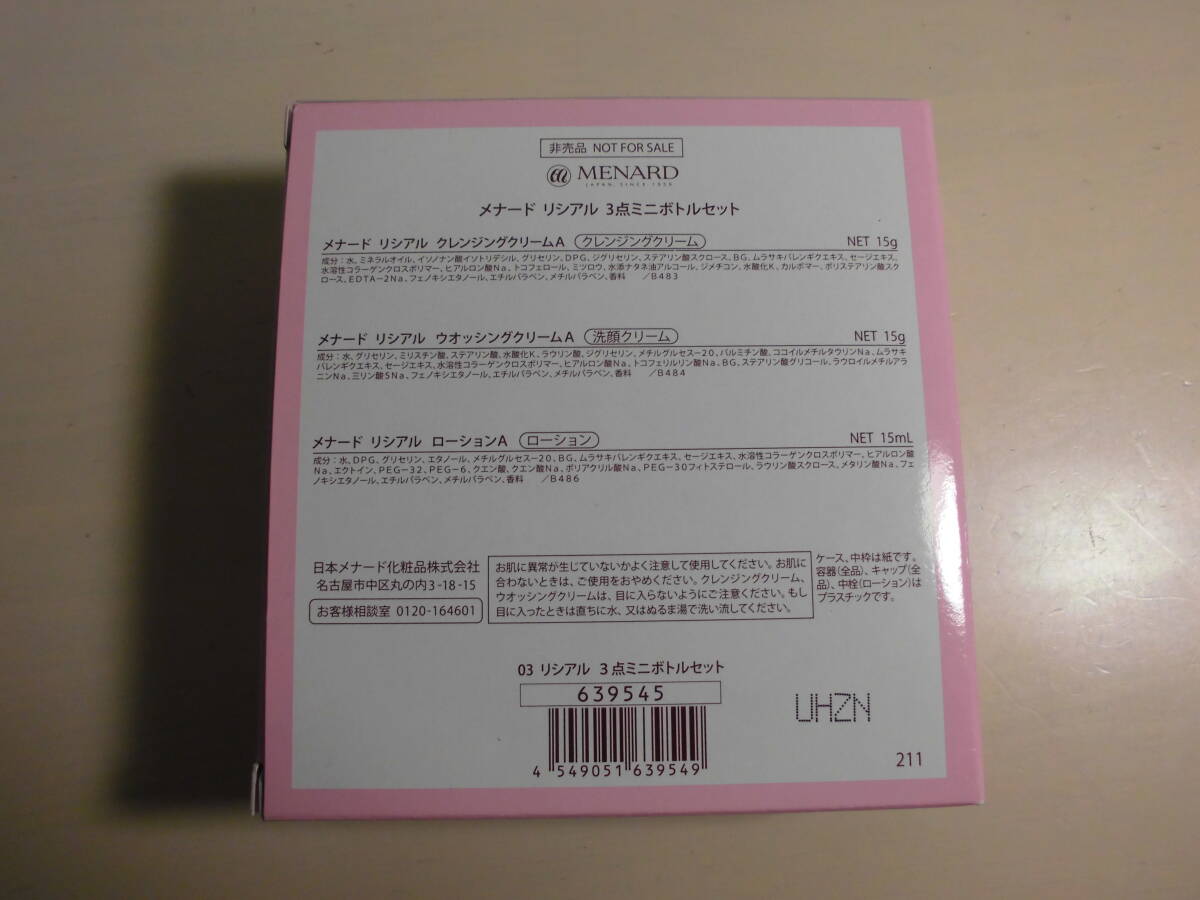 非売品 NOT FOR SALE
MENARD
JAPAN, SINCE 1959
メナード リシアル 3点ミニボトルセット
メナード リシアル クレンジングクリームA クレンジングクリーム NET 15g
成分:水、ミネラルオイル、イソノナン酸イソトリデシル、グリセリン、DPG、ジグリセリン、ステアリン酸スクロース、BG、ムラサキバレンギクエキス、セージエキス、
水溶性コラーゲンクロスポリマー、ヒアルロン酸Na、トコフェロール、ミツロウ、水添ナタネ油アルコール、ジメチコン、水酸化K、カルボマー、ポリステアリン酸スク
ロース、EDTA-2Na、フェノキシエタノール、エチルパラベン、メチルパラベン、香料 /B483
メナード リシアル ウオッシングクリームA 洗顔クリーム NET 15g
成分:水、グリセリン、ミリスチン酸、ステアリン酸、水酸化K、ラウリン酸、ジグリセリン、メチルグルセス-20、パルミチン酸、ココイルメチルタウリンNa、ムラサキ
バレンギクエキス、セージエキス、水溶性コラーゲンクロスポリマー、ヒアルロン酸Na、トコフェリルリン酸Na、BG、ステアリン酸グリコール、ラウロイルメチルアラ
ニンNa、三リン酸5Na、フェノキシエタノール、エチルパラベン、メチルパラベン、香料 /B484
メナード リシアル ローションA ローション NET 15mL
成分:水、DPG、グリセリン、エタノール、メチルグルセス-20、BG、ムラサキバレンギクエキス、セージエキス、水溶性コラーゲンクロスポリマー、ヒアルロン酸
Na、エクトイン、PEG-32、PEG-6、クエン酸、クエン酸Na、ポリアクリル酸Na、PEG-30フィトステロール、ラウリン酸スクロース、メタリン酸Na、フェ
ノキシエタノール、エチルパラベン、メチルパラベン、香料 /B486
日本メナード化粧品株式会社
名古屋市中区丸の内3-18-15
お客様相談室 0120-164601
お肌に異常が生じていないかよく注意して使用してください。お肌に
合わないときは、ご使用をおやめください。クレンジングクリーム、
ウオッシングクリームは、目に入らないようにご注意ください。もし
目に入ったときは直ちに水、又はぬるま湯で洗い流してください。
ケース、中枠は紙です。
容器(全品)、キャップ(全
品)、中栓(ローション)は
プラスチックです。
03 リシアル 3点ミニボトルセット
639545
4 549051 639549
UHZN
211